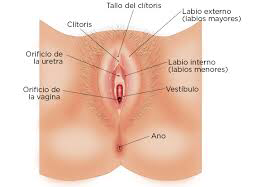 Tallo del clítoris
Clítoris
Labio externo
(labios mayores)
Orificio de
la uretra
Labio interno
(labios menores)
Orificio de
la vagina
Vestíbulo
Ano